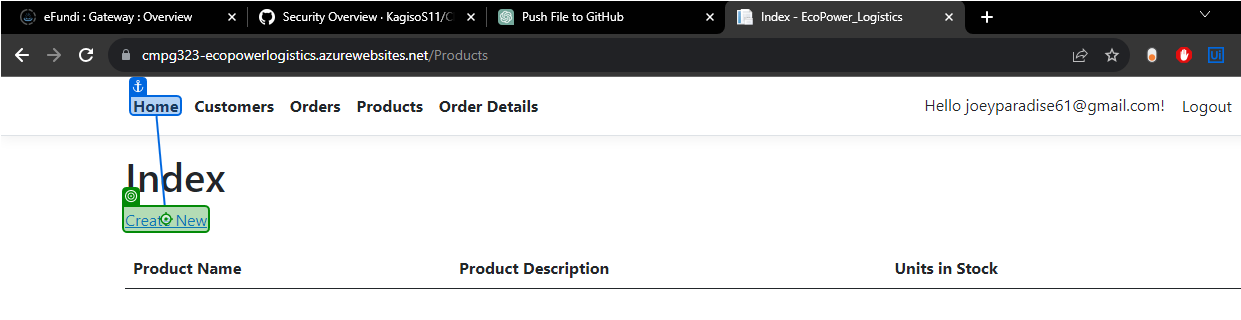 eFundi : Gateway : Overview
Security Overview · KagisoS11/C
Push File to GitHub
Index - EcoPower_Logistics
cmpg323-ecopowerlogistics.azurewebsites.net/Products
Ui
Home Customers Orders Products Order Details Hello joeyparadise61@gmail.com! Logout
Index
Create New
Product Name Product Description Units in Stock